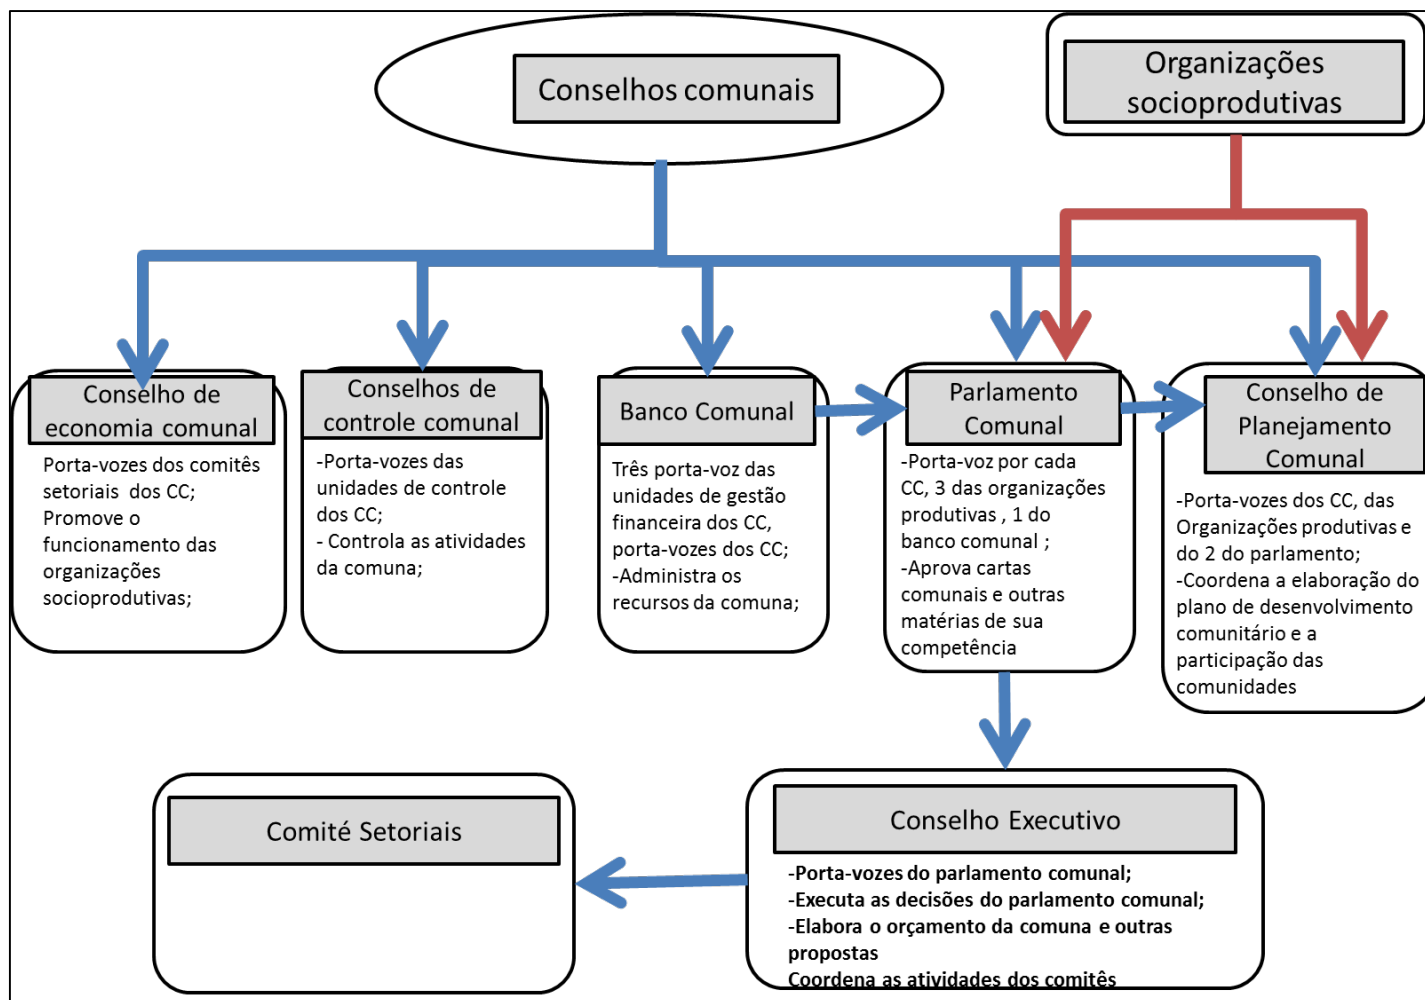 Conselhos comunais
Organizações
socioprodutivas
Conselho de
economia comunal
Porta-vozes dos comitês
setoriais dos CC;
Promove o
funcionamento das
organizações
socioprodutivas;
Conselhos de
controle comunal
-Porta-vozes das
unidades de controle
dos CC;
- Controla as atividades
da comuna;
Banco Comunal
Três porta-voz das
unidades de gestão
financeira dos CC,
porta-vozes dos CC;
-Administra os
recursos da comuna;
Parlamento
Comunal
-Porta-voz por cada
CC, 3 das organizações
produtivas , 1 do
banco comunal ;
-Aprova cartas
comunais e outras
matérias de sua
competência
Conselho de
Planejamento
Comunal
-Porta-vozes dos CC, das
Organizações produtivas e
do 2 do parlamento;
-Coordena a elaboração do
plano de desenvolvimento
comunitário e a
participação das
comunidades
Comité Setoriais
Conselho Executivo
-Porta-vozes do parlamento comunal;
-Executa as decisões do parlamento comunal;
-Elabora o orçamento da comuna e outras
propostas
Coordena as atividades dos comitês